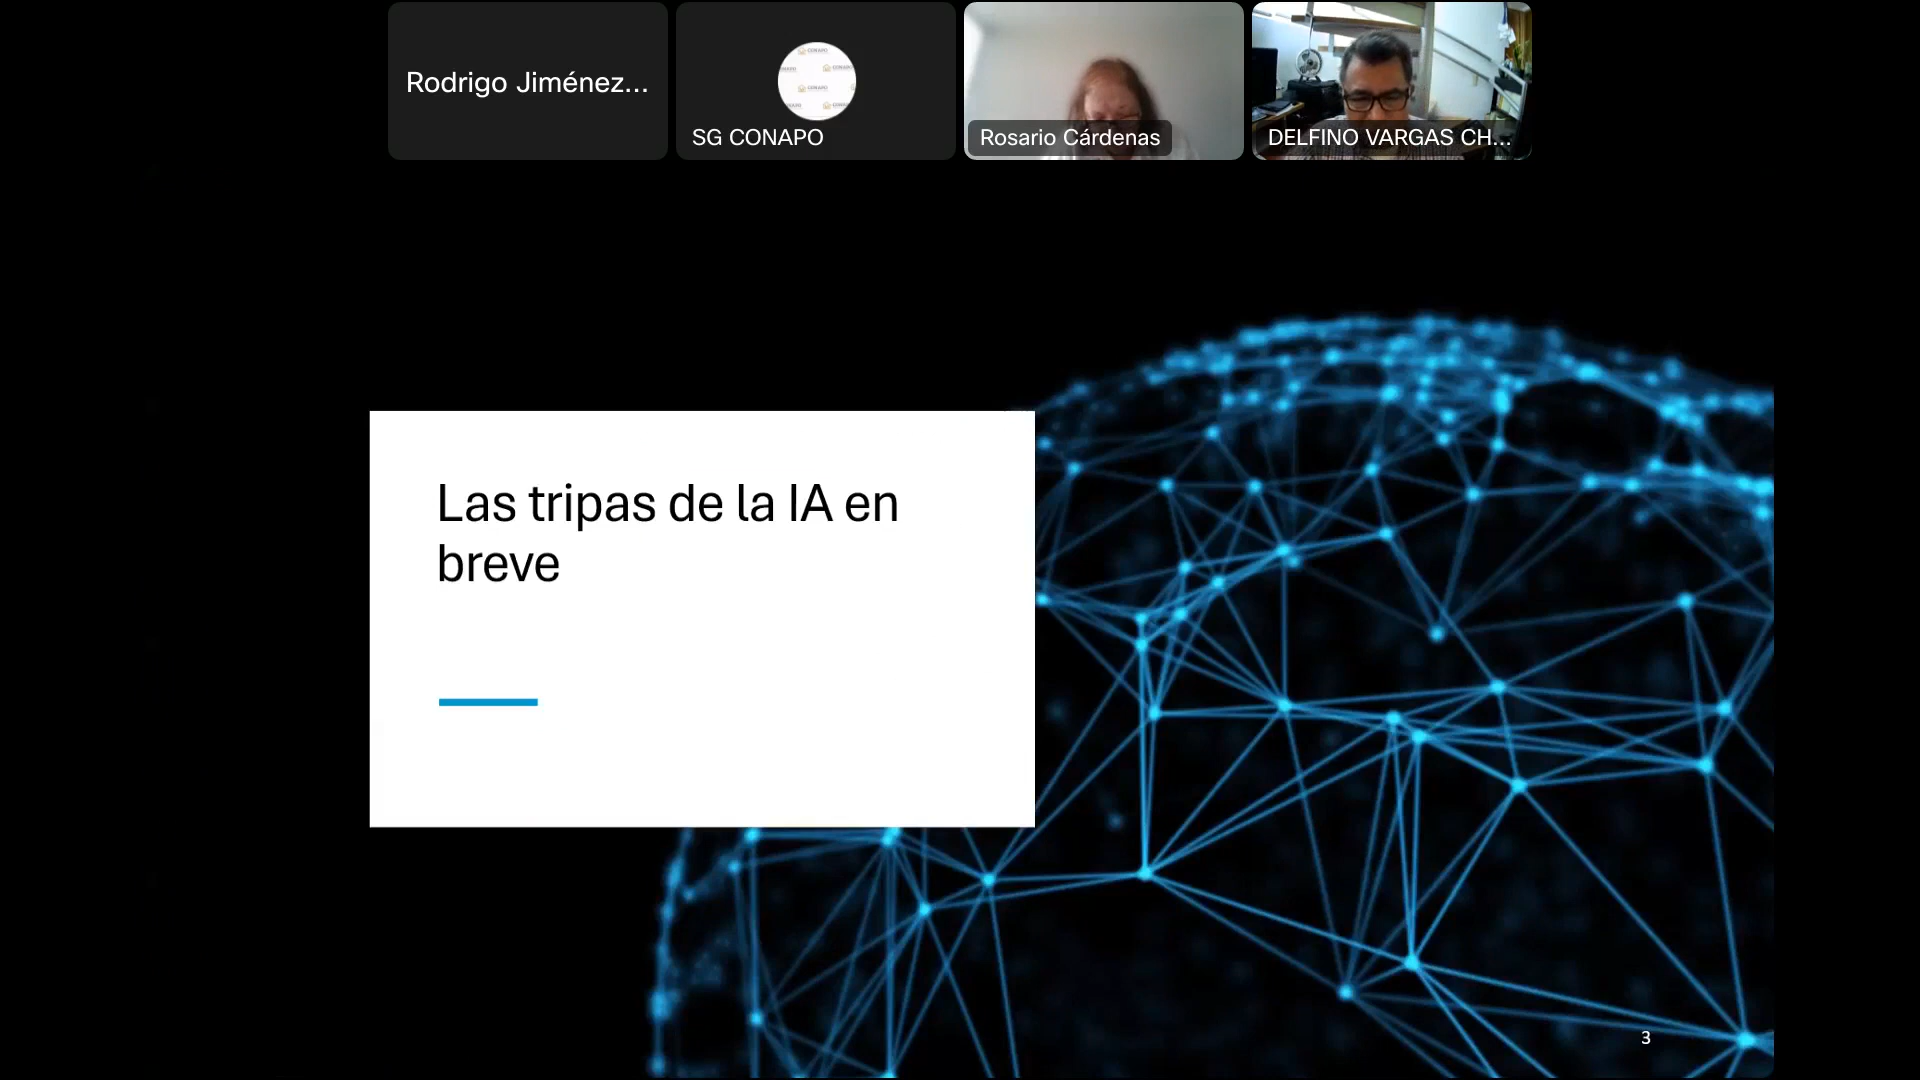 Rodrigo Jiménez...
SG CONAPO
Rosario Cárdenas
DELFINO VARGAS CH...
Las tripas de la IA en
breve
3